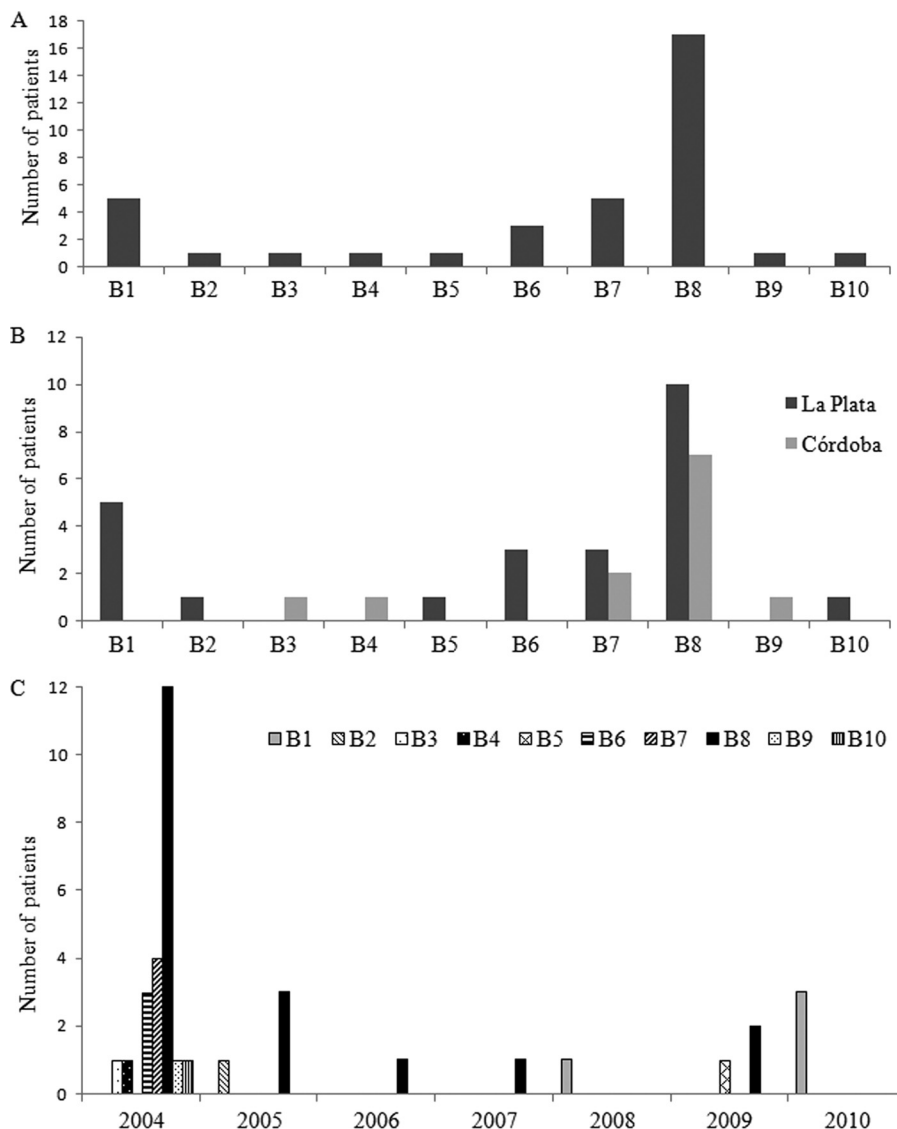 A
Number of patients
18
16
14
12
10
8
6
4
2
0
B1 B2 B3 B4 B5 B6 B7 B8 B9 B10
B
Number of patients
12
10
8
6
4
2
0
La Plata
Córdoba
B1 B2 B3 B4 B5 B6 B7 B8 B9 B10
C
Number of patients
12
10
8
6
4
2
0
B1 B2 B3 B4 B5 B6 B7 B8 B9 B10
2004 2005 2006 2007 2008 2009 2010